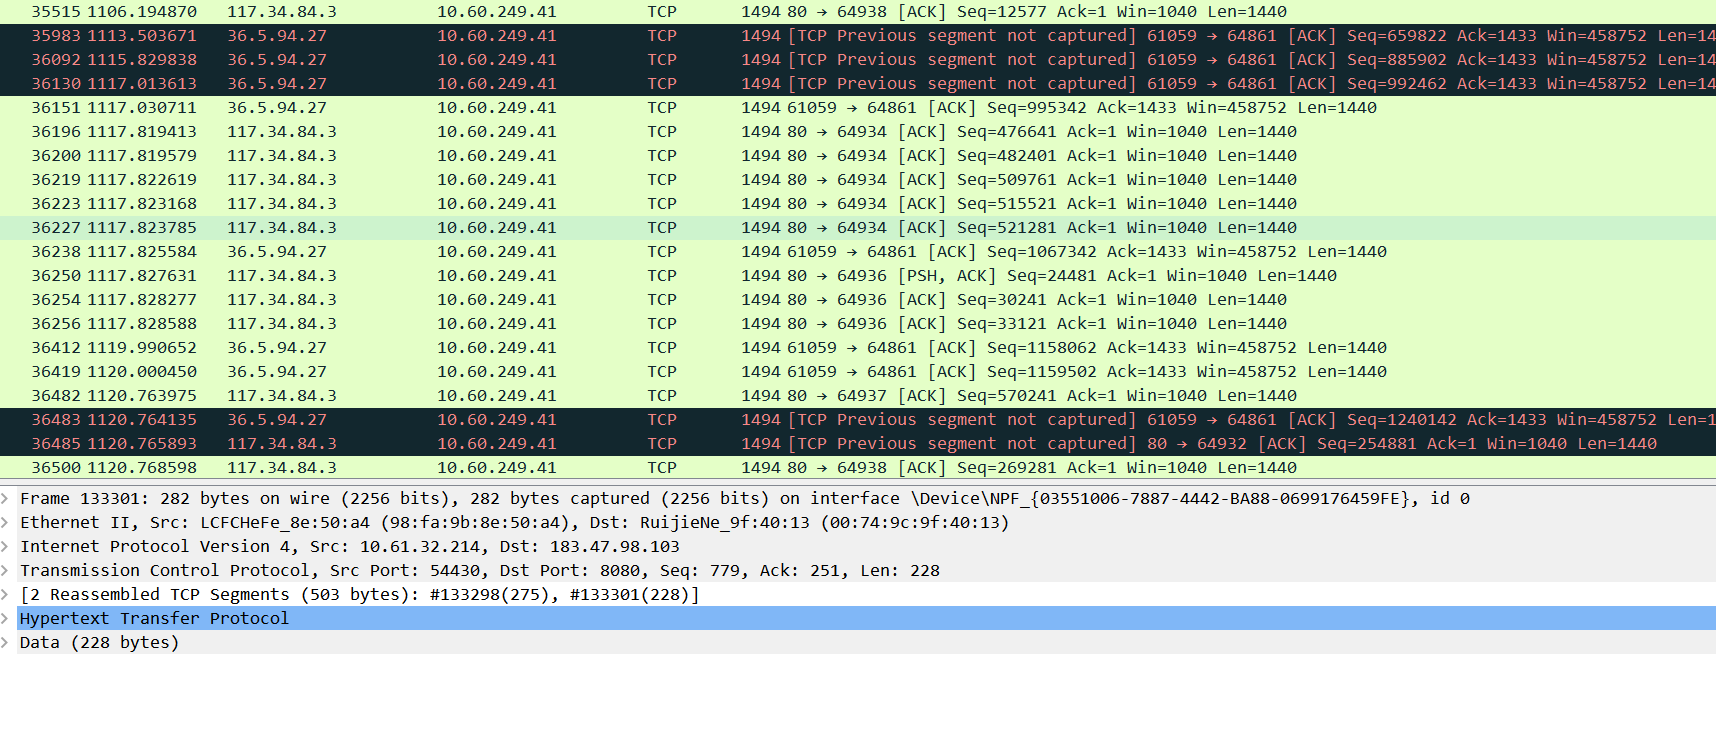 35515 1106.194870 117.34.84.3 10.60.249.41 TCP 1494 80 → 64938 [ACK] Seq=12577 Ack=1 Win=1040 Len=1440
35983 1113.503671 36.5.94.27 10.60.249.41 TCP 1494 [TCP Previous segment not captured] 61059 → 64861 [ACK] Seq=659822 Ack=1433 Win=458752 Len=14
36092 1115.829838 36.5.94.27 10.60.249.41 TCP 1494 [TCP Previous segment not captured] 61059 → 64861 [ACK] Seq=885902 Ack=1433 Win=458752 Len=14
36130 1117.013613 36.5.94.27 10.60.249.41 TCP 1494 [TCP Previous segment not captured] 61059 → 64861 [ACK] Seq=992462 Ack=1433 Win=458752 Len=14
36151 1117.030711 36.5.94.27 10.60.249.41 TCP 1494 61059 → 64861 [ACK] Seq=995342 Ack=1433 Win=458752 Len=1440
36196 1117.819413 117.34.84.3 10.60.249.41 TCP 1494 80 → 64934 [ACK] Seq=476641 Ack=1 Win=1040 Len=1440
36200 1117.819579 117.34.84.3 10.60.249.41 TCP 1494 80 → 64934 [ACK] Seq=482401 Ack=1 Win=1040 Len=1440
36219 1117.822619 117.34.84.3 10.60.249.41 TCP 1494 80 → 64934 [ACK] Seq=509761 Ack=1 Win=1040 Len=1440
36223 1117.823168 117.34.84.3 10.60.249.41 TCP 1494 80 → 64934 [ACK] Seq=515521 Ack=1 Win=1040 Len=1440
36227 1117.823785 117.34.84.3 10.60.249.41 TCP 1494 80 → 64934 [ACK] Seq=521281 Ack=1 Win=1040 Len=1440
36238 1117.825584 36.5.94.27 10.60.249.41 TCP 1494 61059 → 64861 [ACK] Seq=1067342 Ack=1433 Win=458752 Len=1440
36250 1117.827631 117.34.84.3 10.60.249.41 TCP 1494 80 → 64936 [PSH, ACK] Seq=24481 Ack=1 Win=1040 Len=1440
36254 1117.828277 117.34.84.3 10.60.249.41 TCP 1494 80 → 64936 [ACK] Seq=30241 Ack=1 Win=1040 Len=1440
36256 1117.828588 117.34.84.3 10.60.249.41 TCP 1494 80 → 64936 [ACK] Seq=33121 Ack=1 Win=1040 Len=1440
36412 1119.990652 36.5.94.27 10.60.249.41 TCP 1494 61059 → 64861 [ACK] Seq=1158062 Ack=1433 Win=458752 Len=1440
36419 1120.000450 36.5.94.27 10.60.249.41 TCP 1494 61059 → 64861 [ACK] Seq=1159502 Ack=1433 Win=458752 Len=1440
36482 1120.763975 117.34.84.3 10.60.249.41 TCP 1494 80 → 64937 [ACK] Seq=570241 Ack=1 Win=1040 Len=1440
36483 1120.764135 36.5.94.27 10.60.249.41 TCP 1494 [TCP Previous segment not captured] 61059 → 64861 [ACK] Seq=1240142 Ack=1433 Win=458752 Len=1
36485 1120.765893 117.34.84.3 10.60.249.41 TCP 1494 [TCP Previous segment not captured] 80 → 64932 [ACK] Seq=254881 Ack=1 Win=1040 Len=1440
36500 1120.768598 117.34.84.3 10.60.249.41 TCP 1494 80 → 64938 [ACK] Seq=269281 Ack=1 Win=1040 Len=1440
Frame 133301: 282 bytes on wire (2256 bits), 282 bytes captured (2256 bits) on interface \Device\NPF_{03551006-7887-4442-BA88-0699176459FE}, id 0
Ethernet II, Src: LCFCHeFe_8e:50:a4 (98:fa:9b:8e:50:a4), Dst: RuijieNe_9f:40:13 (00:74:9c:9f:40:13)
Internet Protocol Version 4, Src: 10.61.32.214, Dst: 183.47.98.103
Transmission Control Protocol, Src Port: 54430, Dst Port: 8080, Seq: 779, Ack: 251, Len: 228
[2 Reassembled TCP Segments (503 bytes): #133298(275), #133301(228)]
Hypertext Transfer Protocol
Data (228 bytes)